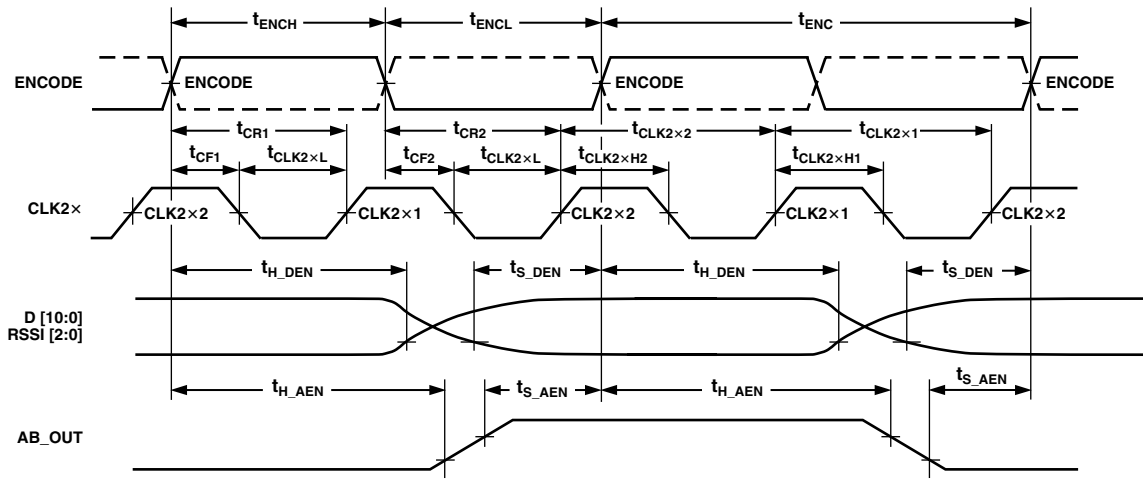 tENCH tENCL tENC
ENCODE ENCODE ENCODE ENCODE
tCR1 tCR2 tCLK2×2 tCLK2×1
tCF1 tCLK2×L tCF2 tCLK2×L tCLK2×H2 tCLK2×H1
CLK2× CLK2×2 CLK2×1 CLK2×2 CLK2×1 CLK2×2
tH_DEN tS_DEN tH_DEN tS_DEN
D [10:0]
RSSI [2:0]
tH_AEN tS_AEN tH_AEN tS_AEN
AB_OUT